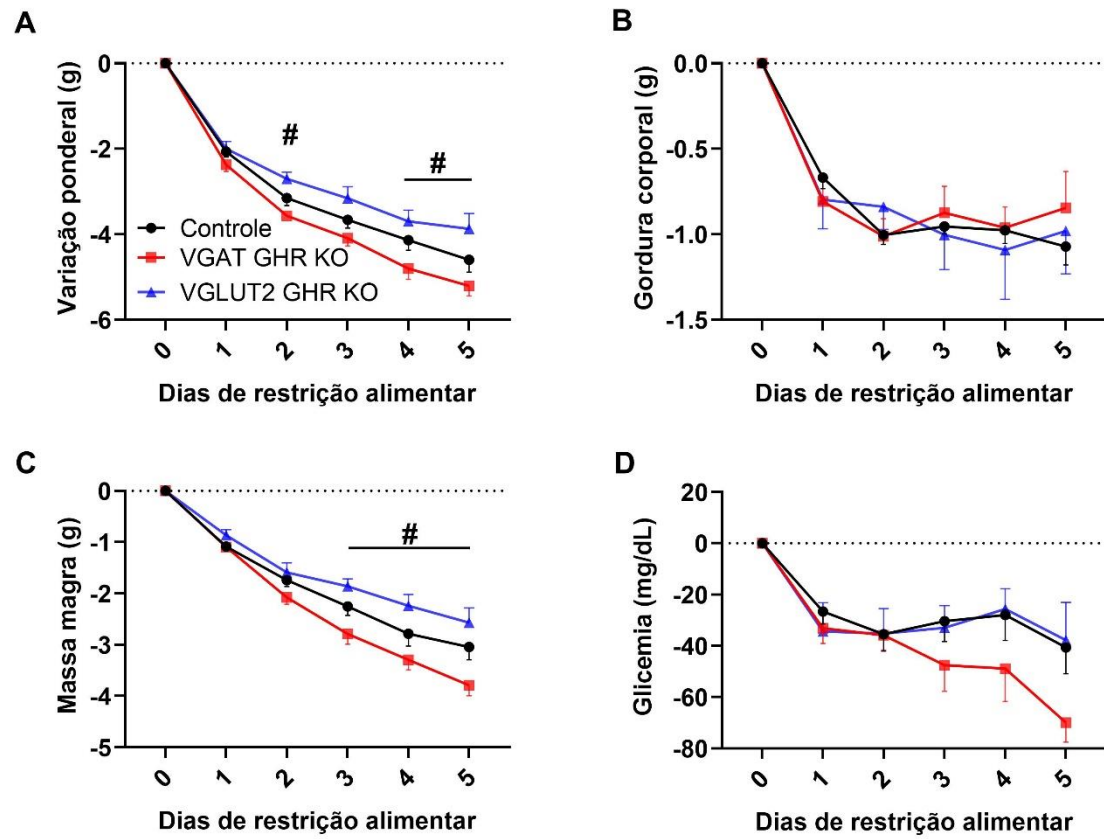 A
Variação ponderal (g)
0
-2
-4
-6
#
#
Controle
VGAT GHR KO
VGLUT2 GHR KO
0 1 2 3 4 5
Dias de restrição alimentar
B
Gordura corporal (g)
0.0
-0.5
-1.0
-1.5
0 1 2 3 4 5
Dias de restrição alimentar
C
Massa magra (g)
0
-1
-2
-3
-4
-5
#
0 1 2 3 4 5
Dias de restrição alimentar
D
Glicemia (mg/dL)
20
0
-20
-40
-60
-80
0 1 2 3 4 5
Dias de restrição alimentar